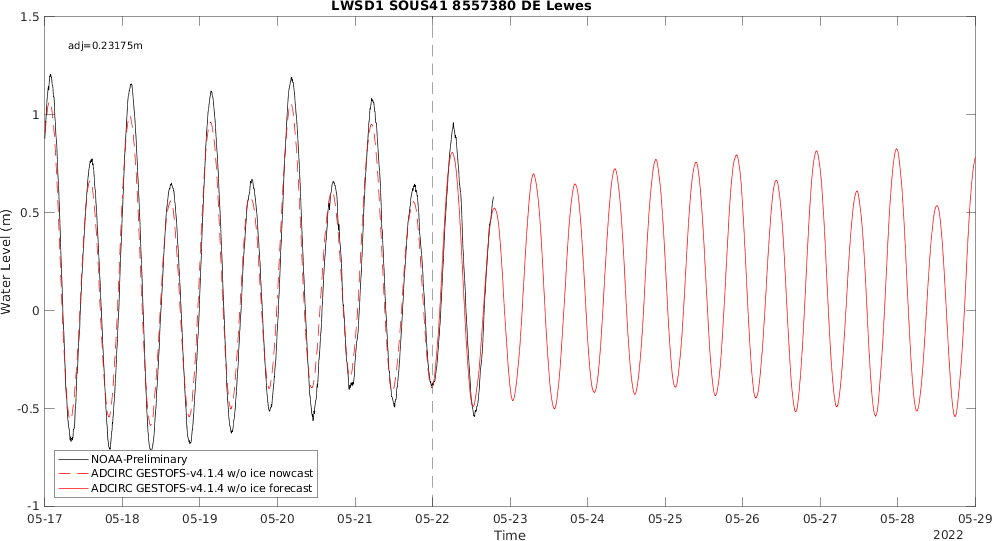 LWSD1 SOUS41 8557380 DE Lewes
1.5
adj=0.23175m
1
0.5
Water Level (m)
0
-0.5
NOAA-Preliminary
ADCIRC GESTOFS-v4.1.4 w/o ice nowcast
ADCIRC GESTOFS-v4.1.4 w/o ice forecast
-1
05-17 05-18 05-19 05-20 05-21 05-22 05-23 05-24 05-25 05-26 05-27 05-28 05-29
Time 2022